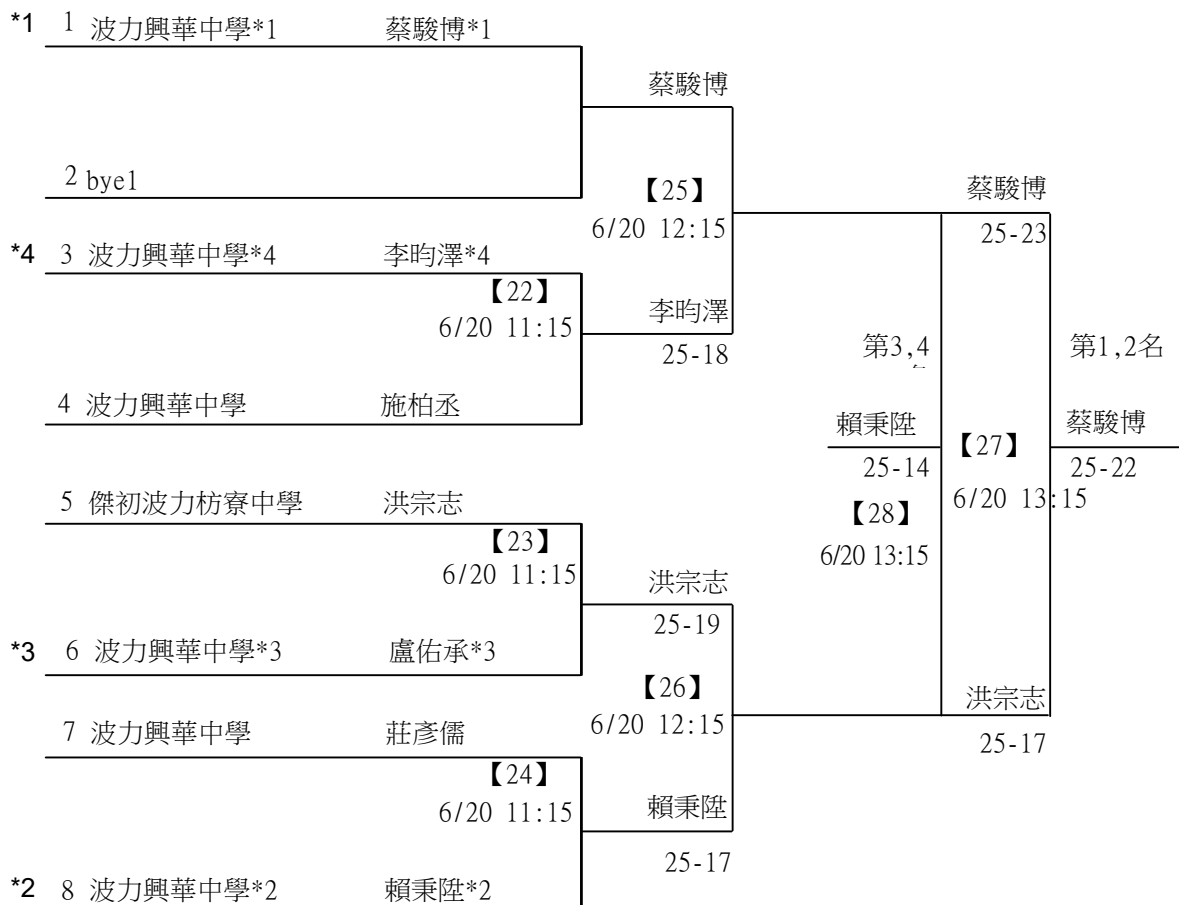 *1 1 波力興華中學*1 蔡駿博*1
蔡駿博
2 bye1
【25】
6/20 12:15
蔡駿博
25-23
*4 3 波力興華中學*4 李昀澤*4
【22】
6/20 11:15
李昀澤
25-18
第3,4
第1,2名
4 波力興華中學 施柏丞
賴秉陞
25-14
【27】
6/20 13:15
蔡駿博
25-22
【28】
6/20 13:15
5 傑初波力枋寮中學 洪宗志
【23】
6/20 11:15
洪宗志
25-19
*3 6 波力興華中學*3 盧佑承*3
【26】
6/20 12:15
洪宗志
25-17
7 波力興華中學 莊彥儒
【24】
6/20 11:15
賴秉陞
25-17
*2 8 波力興華中學*2 賴秉陞*2